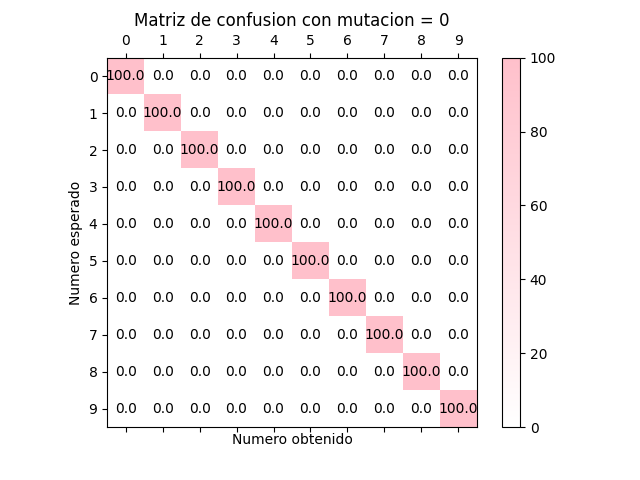 Matriz de confusion con mutacion = 0
0 1 2 3 4 5 6 7 8 9
0 100.0 0.0 0.0 0.0 0.0 0.0 0.0 0.0 0.0 0.0
1 0.0 100.0 0.0 0.0 0.0 0.0 0.0 0.0 0.0 0.0
2 0.0 0.0 100.0 0.0 0.0 0.0 0.0 0.0 0.0 0.0
3 0.0 0.0 0.0 100.0 0.0 0.0 0.0 0.0 0.0 0.0
4 0.0 0.0 0.0 0.0 100.0 0.0 0.0 0.0 0.0 0.0
5 0.0 0.0 0.0 0.0 0.0 100.0 0.0 0.0 0.0 0.0
6 0.0 0.0 0.0 0.0 0.0 0.0 100.0 0.0 0.0 0.0
7 0.0 0.0 0.0 0.0 0.0 0.0 0.0 100.0 0.0 0.0
8 0.0 0.0 0.0 0.0 0.0 0.0 0.0 0.0 100.0 0.0
9 0.0 0.0 0.0 0.0 0.0 0.0 0.0 0.0 0.0 100.0
Numero esperado
Numero obtenido
100
80
60
40
20
0